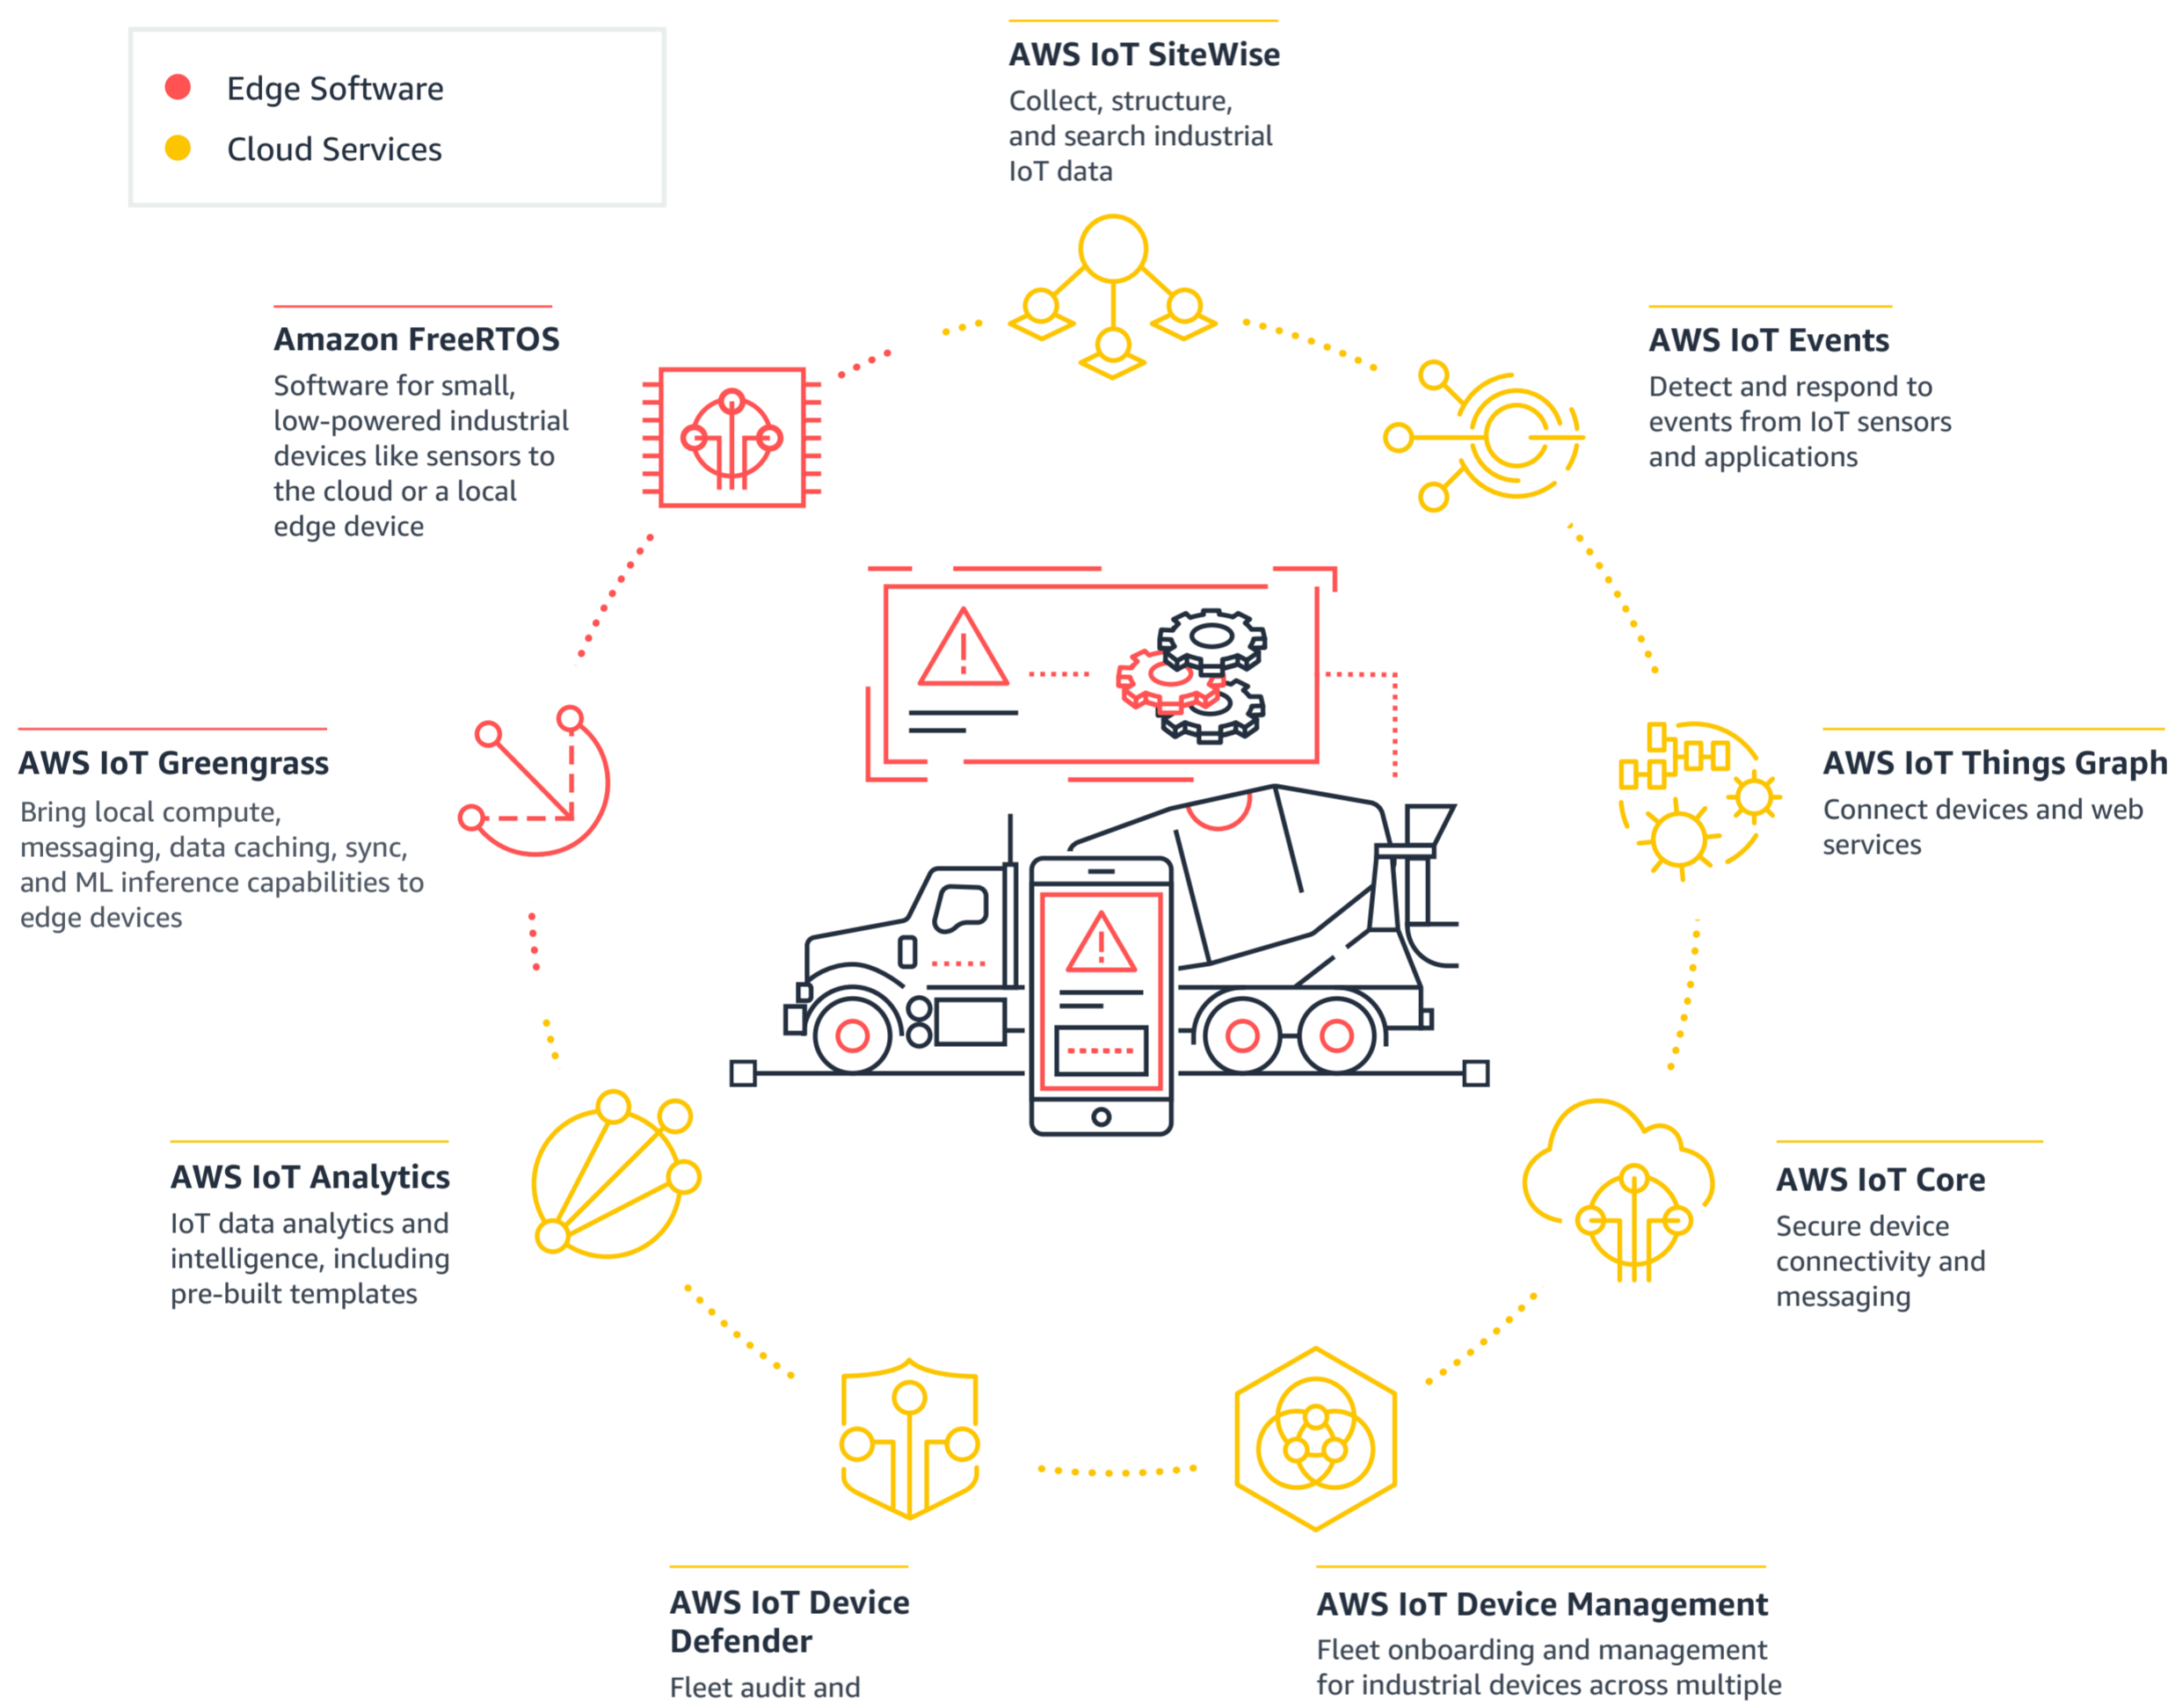 Edge Software
Cloud Services
AWS IoT SiteWise
Collect, structure,
and search industrial
IoT data
Amazon FreeRTOS
Software for small,
low-powered industrial
devices like sensors to
the cloud or a local
edge device
AWS IoT Events
Detect and respond to
events from IoT sensors
and applications
AWS IoT Greengrass
Bring local compute,
messaging, data caching, sync,
and ML inference capabilities to
edge devices
AWS IoT Things Graph
Connect devices and web
services
AWS IoT Analytics
IoT data analytics and
intelligence, including
pre-built templates
AWS IoT Core
Secure device
connectivity and
messaging
AWS IoT Device
Defender
Fleet audit and
AWS IoT Device Management
Fleet onboarding and management
for industrial devices across multiple